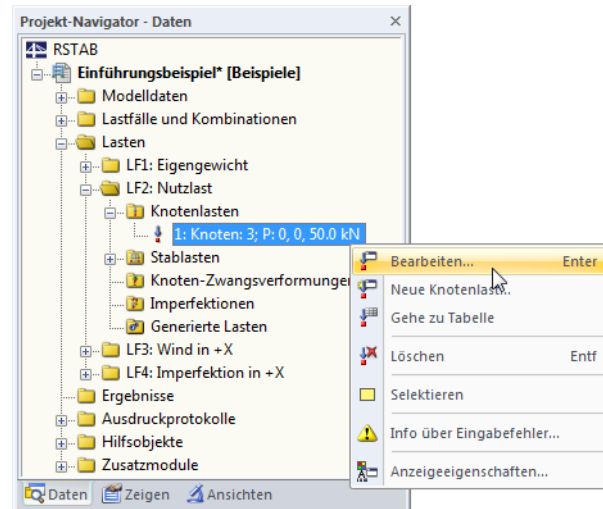 Projekt-Navigator - Daten
RSTAB
Einführungsbeispiel* [Beispiele]
Modelldaten
Lastfälle und Kombinationen
Lasten
LF1: Eigengewicht
LF2: Nutzlast
Knotenlasten
1: Knoten: 3; P: 0, 0, 50.0 kN
Stablasten
Knoten-Zwangsverformungen
Imperfektionen
Generierte Lasten
LF3: Wind in +X
LF4: Imperfektion in +X
Ergebnisse
Ausdruckprotokolle
Hilfsobjekte
Zusatzmodule
Daten Zeigen Ansichten
Bearbeiten... Enter
Neue Knotenlast...
Gehe zu Tabelle
Löschen Entf
Selektieren
Info über Eingabefehler...
Anzeigeeigenschaften...